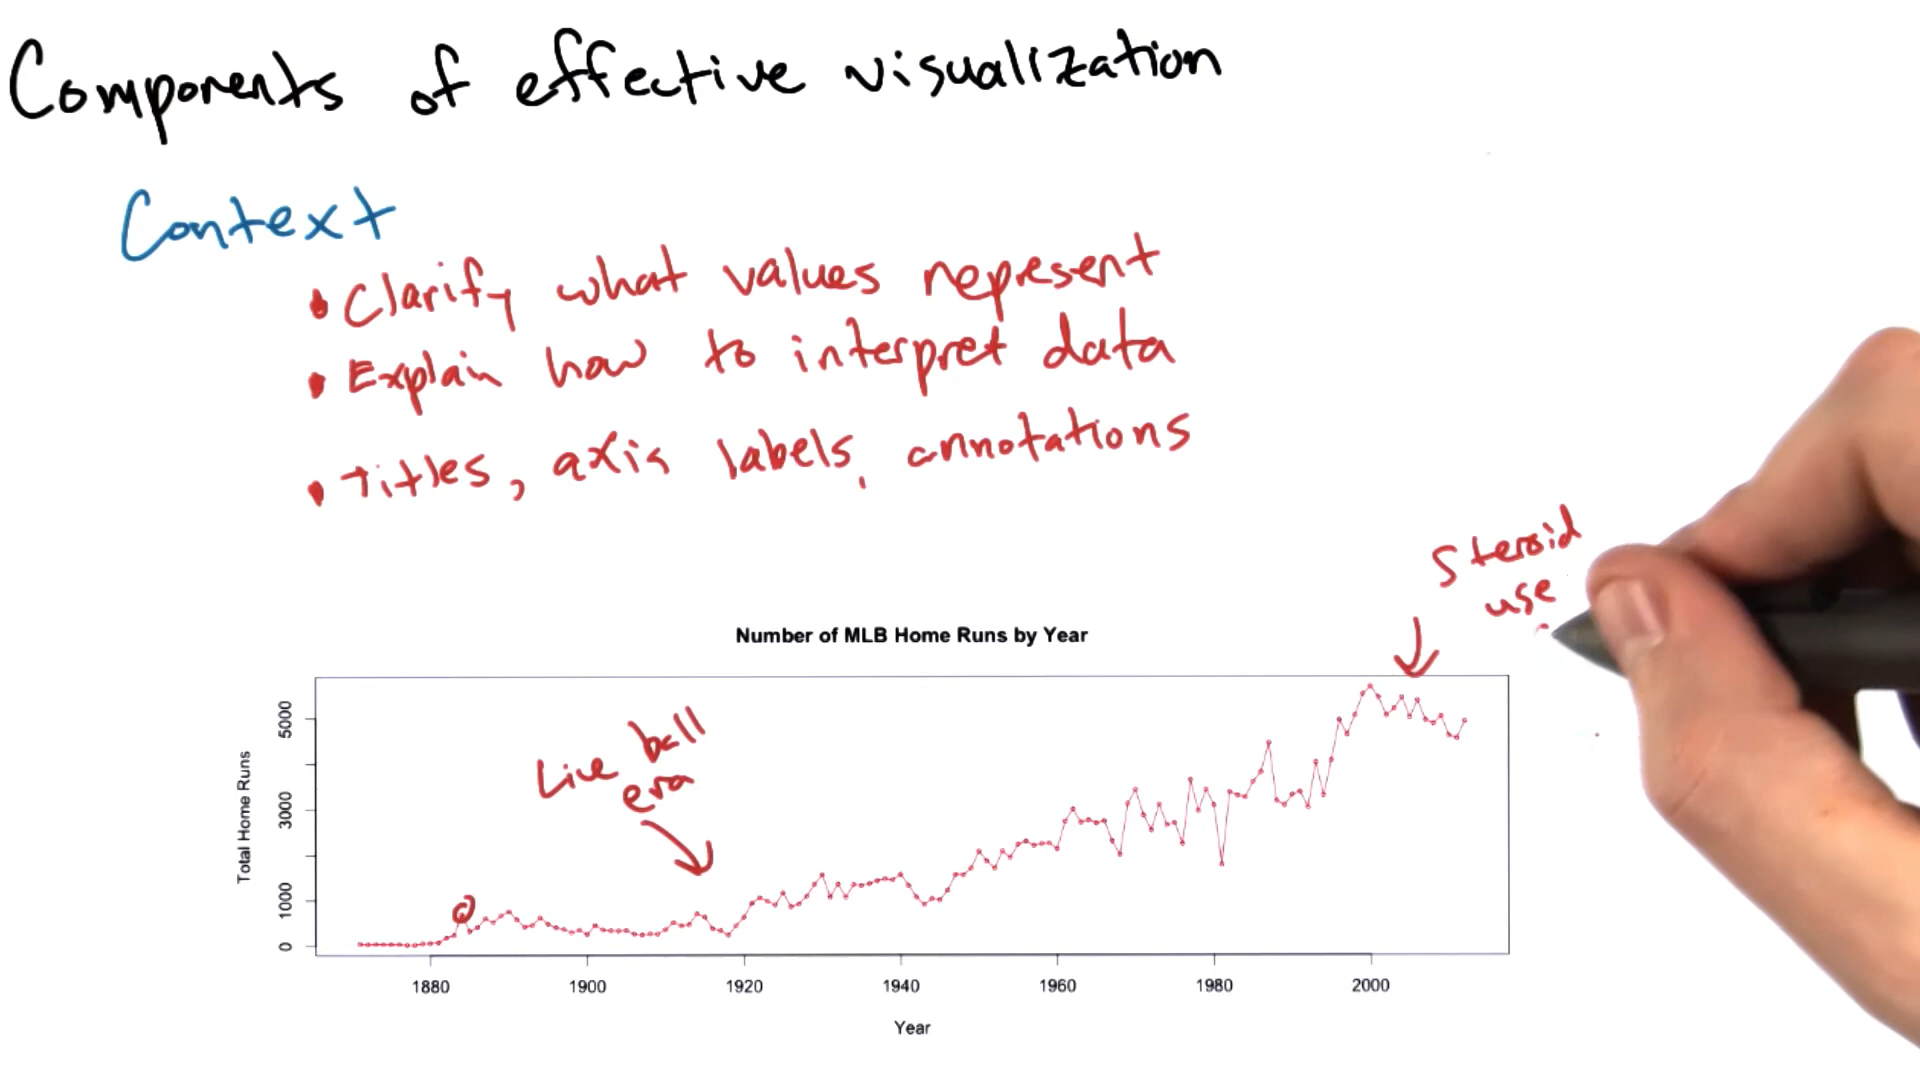 Components of effective visualization
Context
• Clarify what values represent
• Explain how to interpret data
• Titles, axis labels, annotations
Steroid
use
Number of MLB Home Runs by Year
Live ball
era
Total Home Runs
5000
3000
1000
0
1880 1900 1920 1940 1960 1980 2000
Year